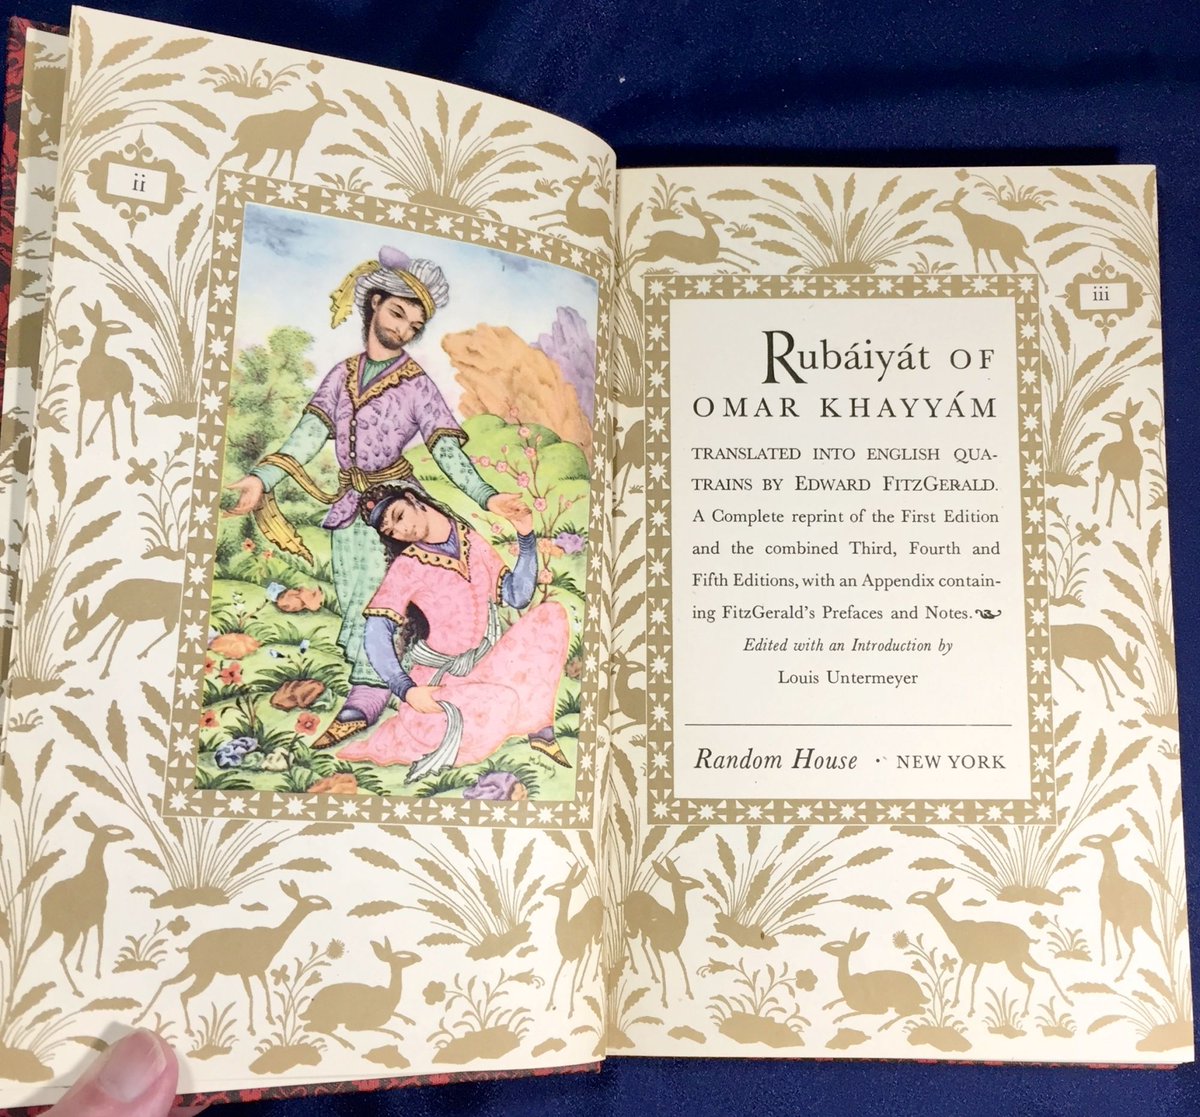 ii
iii
Rubáiyát OF
OMAR KHAYYÁM
TRANSLATED INTO ENGLISH QUA-
TRAINS BY EDWARD FITZGERALD.
A Complete reprint of the First Edition
and the combined Third, Fourth and
Fifth Editions, with an Appendix contain-
ing FitzGerald's Prefaces and Notes.
Edited with an Introduction by
Louis Untermeyer
Random House · NEW YORK